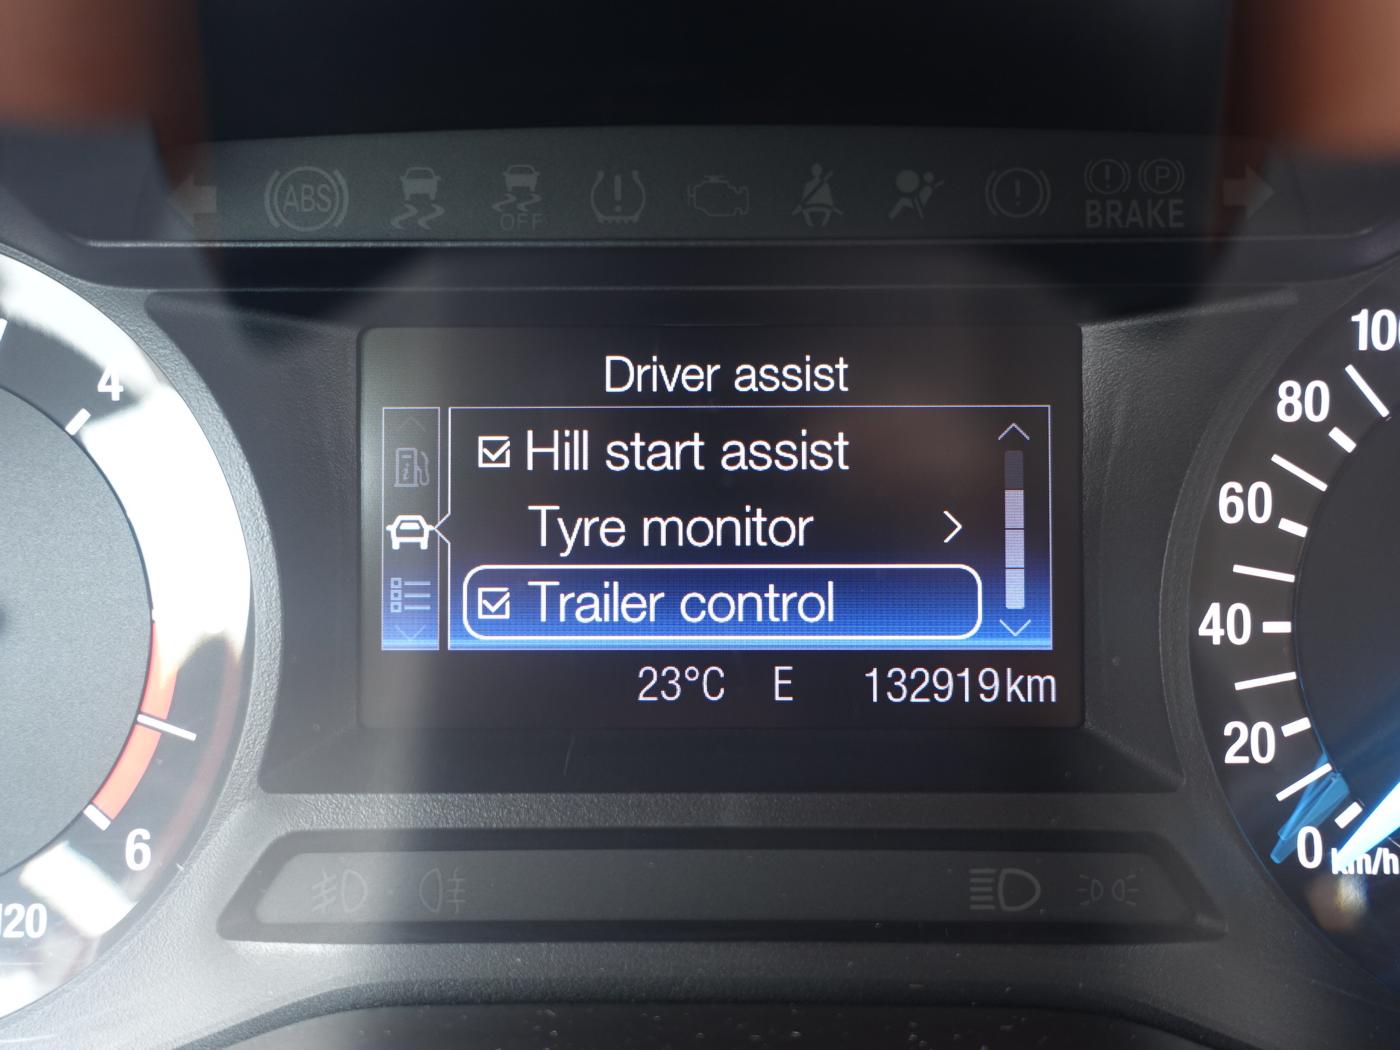 ABS
OFF
P
BRAKE
4
6
Driver assist
Hill start assist
Tyre monitor
Trailer control
23°C E 132919km
100
80
60
40
20
0
km/h